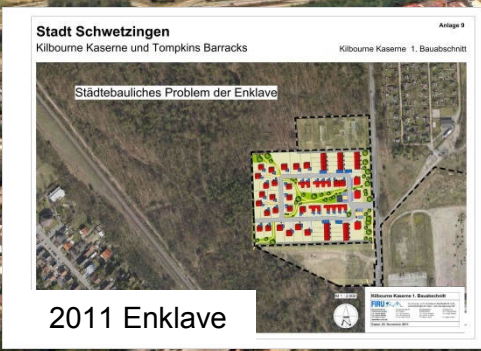 Anlage 9
Stadt Schwetzingen
Kilbourne Kaserne und Tompkins Barracks
Kilbourne Kaserne 1. Bauabschnitt
Städtebauliches Problem der Enklave
Kilbourne Kaserne 1. Bauabschnitt
FIRU
2011 Enklave